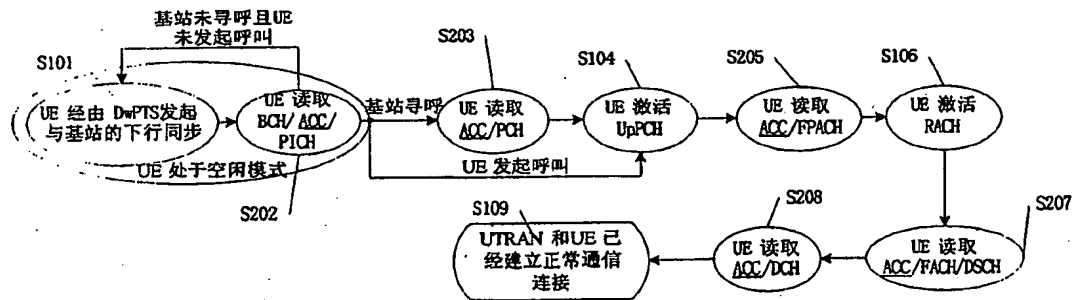 基站未寻呼且UE
未发起呼叫
S101
UE 经由 DwPTS发起
与基站的下行同步
UE 读取
BCH/ACC/
PICH
UE 处于空闲模式
S202
基站寻呼
UE 发起呼叫
S203
UE 读取
ACC/PCH
S104
UE 激活
UpPCH
S205
UE 读取
ACC/FPACH
S106
UE 激活
RACH
S207
UE 读取
ACC/FACH/DSCH
S208
UE 读取
ACC/DCH
S109
UTRAN 和UE 已
经建立正常通信
连接